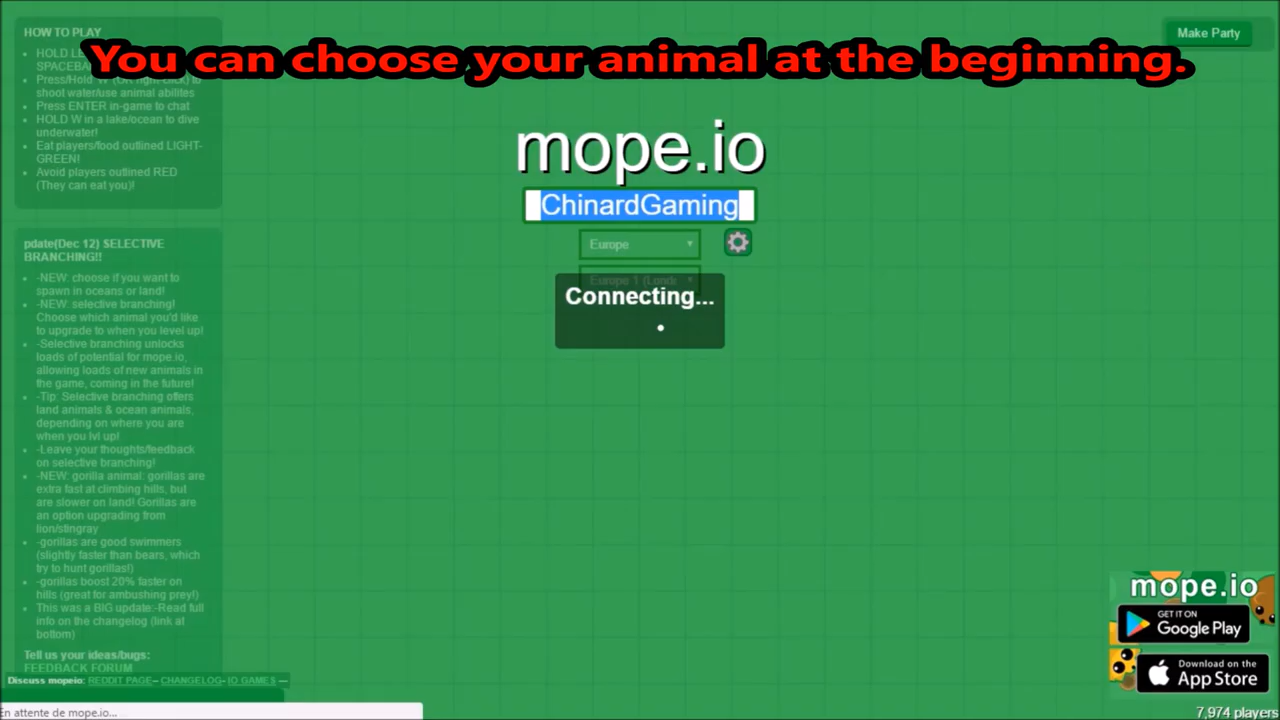 HOW TO PLAY
You can choose your animal at the beginning.
Press/Hold
shoot water/use animal abilites
Press ENTER in-game to chat
HOLD W in a lake/ocean to dive
underwater!
Eat players/food outlined LIGHT-
GREEN!
Avoid players outlined RED
(They can eat you)!
Make Party
mope.io
ChinardGaming
Europe
Europe 1
Connecting...
pdate(Dec 12) SELECTIVE
BRANCHING!!
-NEW: choose if you want to
spawn in oceans or land!
-NEW: selective branching!
Choose which animal you'd like
to upgrade to when you level up!
-Selective branching unlocks
loads of potential for mope.io,
allowing loads of new animals in
the game, coming in the future!
-Tip: Selective branching offers
land animals & ocean animals,
depending on where you are
when you lvl up!
-Leave your thoughts/feedback
on selective branching!
-NEW: gorilla animal: gorillas are
extra fast at climbing hills, but
are slower on land! Gorillas are
an option upgrading from
lion/stingray
-gorillas are good swimmers
(slightly faster than bears, which
try to hunt gorillas!)
-gorillas boost 20% faster on
hills (great for ambushing prey!)
This was a BIG update:-Read full
info on the changelog (link at
bottom)
Tell us your ideas/bugs:
FEEDBACK FORUM
Discuss mopeio: REDDIT PAGE-- CHANGELOG- IO GAMES ---
En attente de mope.io...
mope.io
GET IT ON
Google Play
Download on the
App Store
7,974 players